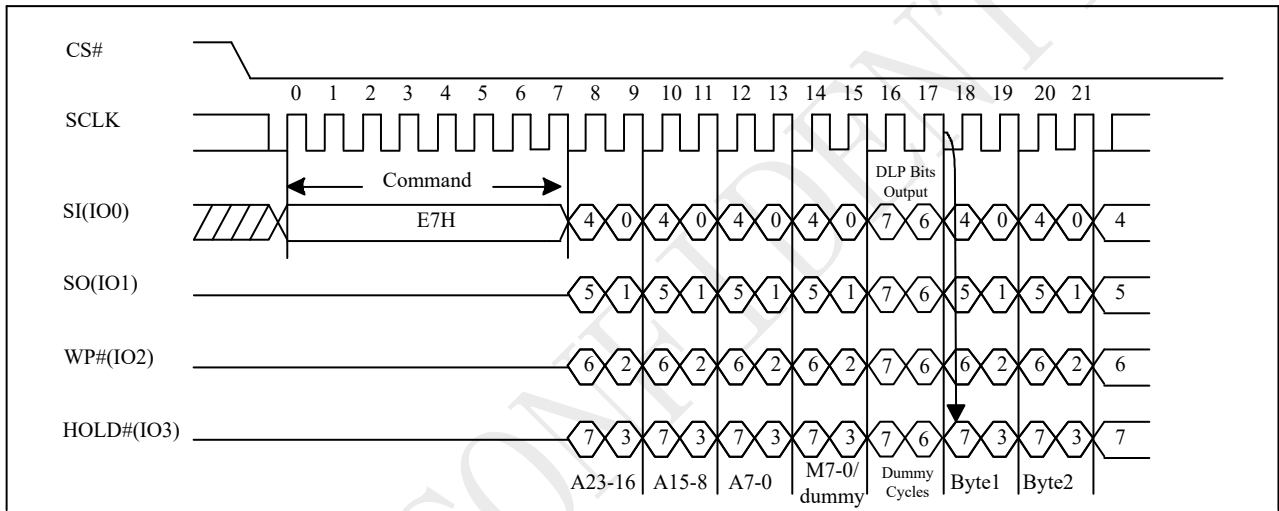 CS#
0 1 2 3 4 5 6 7 8 9 10 11 12 13 14 15 16 17 18 19 20 21
SCLK
Command
DLP Bits
Output
SI(IO0)
E7H
4 0 4 0 4 0 4 0 7 6 4 0 4 0 4
SO(IO1)
5 1 5 1 5 1 5 1 7 6 5 1 5 1 5
WP#(IO2)
6 2 6 2 6 2 6 2 7 6 6 2 6 2 6
HOLD#(IO3)
7 3 7 3 7 3 7 3 7 6 7 3 7 3 7
A23-16 A15-8 A7-0 M7-0/
dummy
Dummy
Cycles
Byte1 Byte2
CONFIDENT